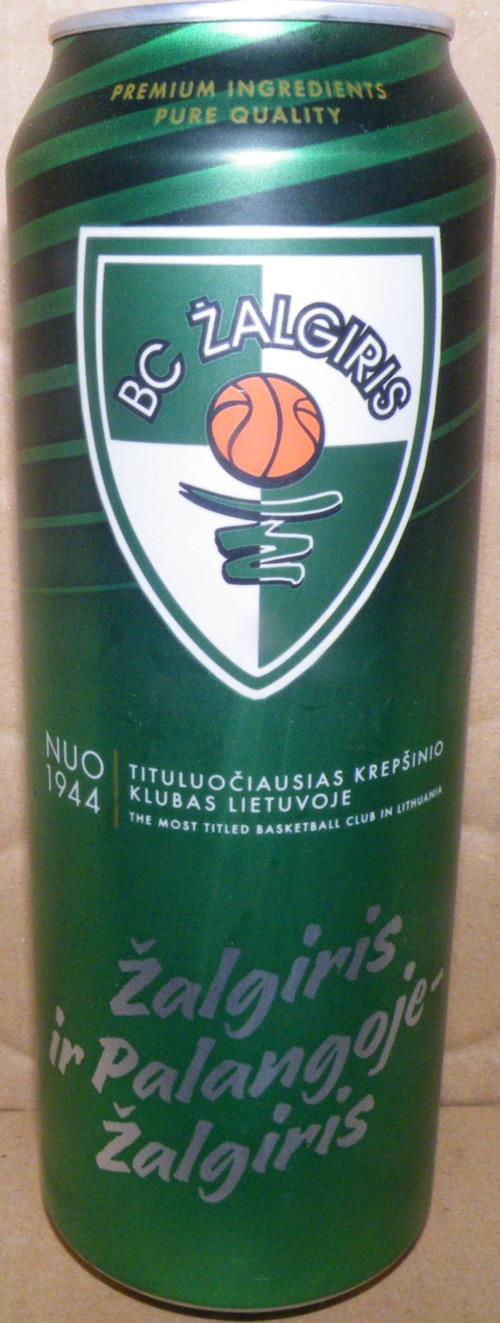 PREMIUM INGREDIENTS
PURE QUALITY
BC ŽALGIRIS
NUO
1944
TITULUOČIAUSIAS KREPŠINIO
KLUBAS LIETUVOJE
THE MOST TITLED BASKETBALL CLUB IN LITHUANIA
Žalgiris
ir Palangoje-
Žalgiris